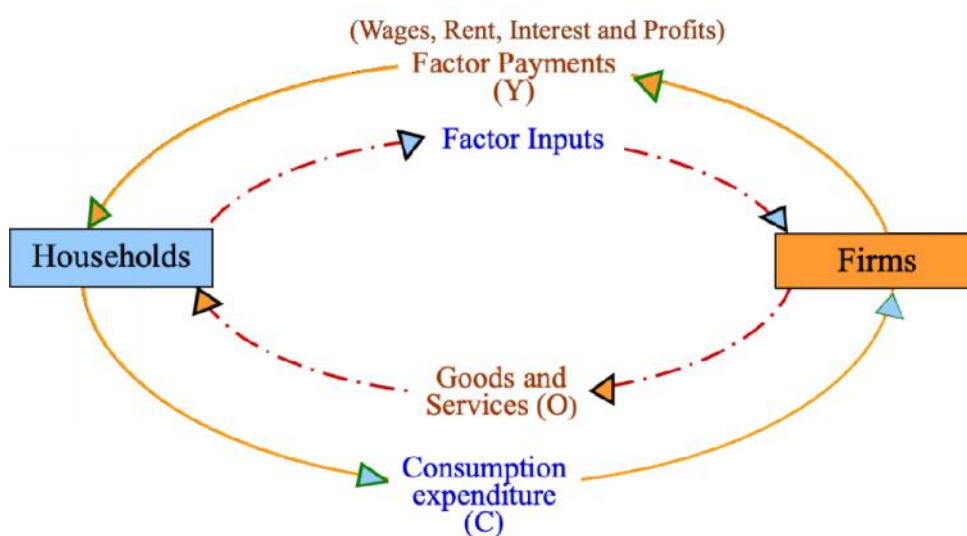 (Wages, Rent, Interest and Profits)
Factor Payments
(Y)
Factor Inputs
Households
Firms
Goods and
Services (O)
Consumption
expenditure
(C)